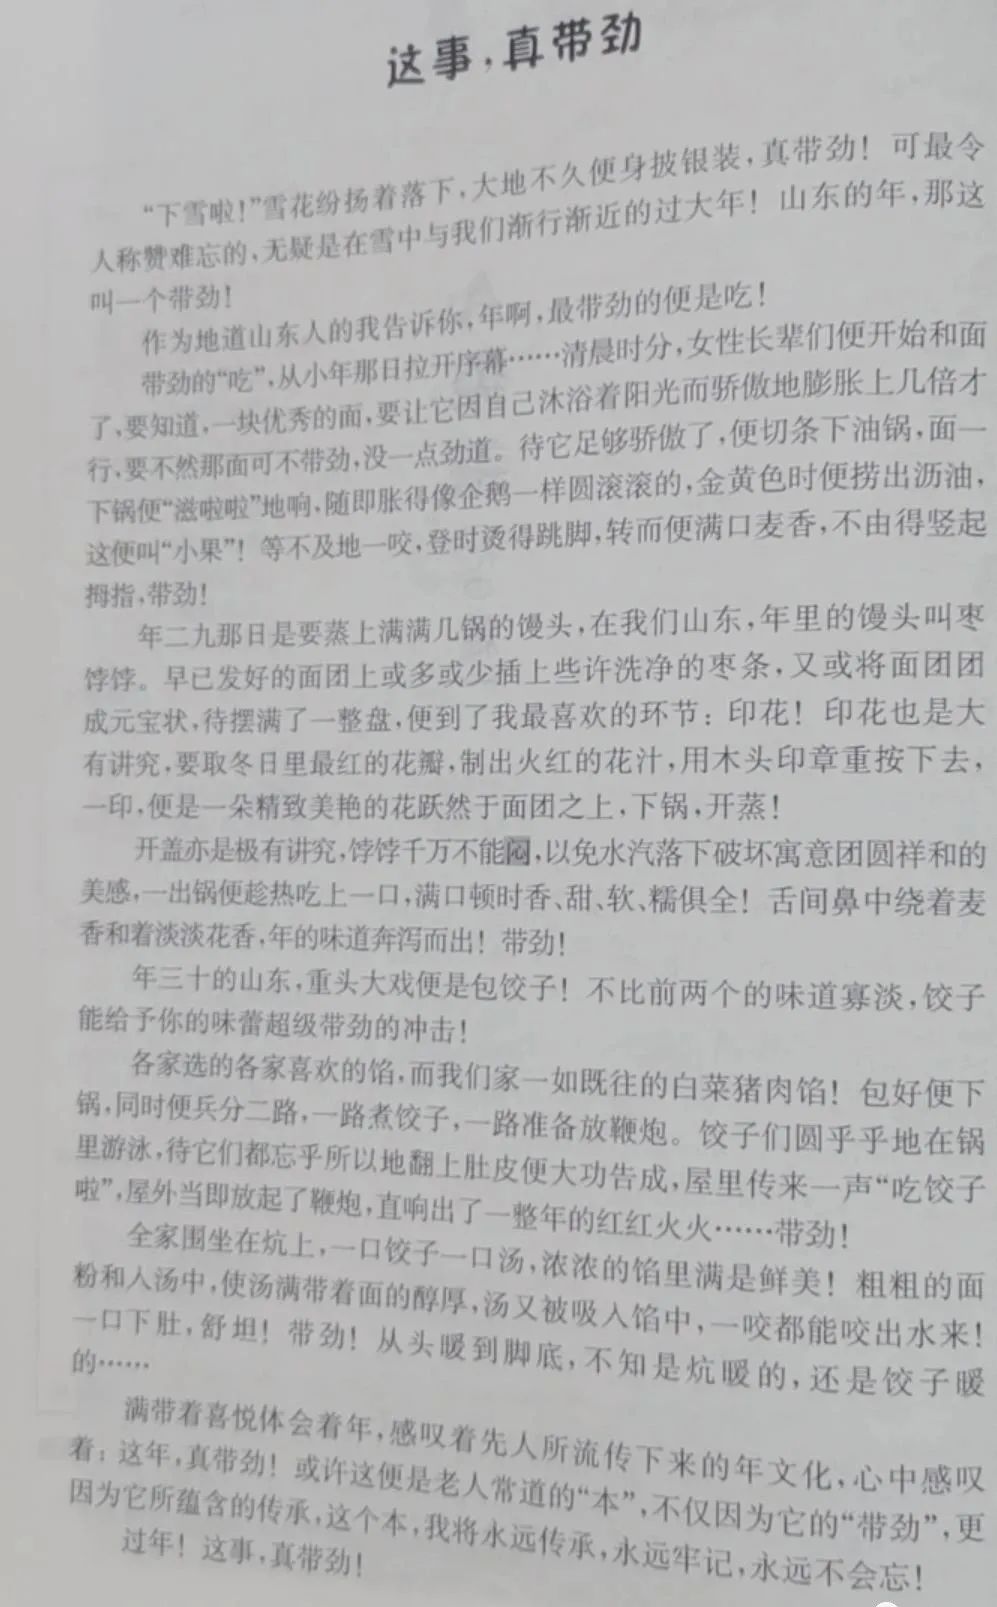 这事，真带劲
“下雪啦！”雪花纷扬着落下，大地不久便身披银装，真带劲！可最令
人称赞难忘的，无疑是在雪中与我们渐行渐近的过大年！山东的年，那这
叫一个带劲！
作为地道山东人的我告诉你，年啊，最带劲的便是吃！
带劲的“吃”，从小年那日拉开序幕……清晨时分，女性长辈们便开始和面
了，要知道，一块优秀的面，要让它因自己沐浴着阳光而骄傲地膨胀上几倍才
行，要不然那面可不带劲，没一点劲道。待它足够骄傲了，便切条下油锅，面一
下锅便“滋啦啦”地响，随即胀得像企鹅一样圆滚滚的，金黄色时便捞出沥油，
这便叫“小果”！等不及地一咬，登时烫得跳脚，转而便满口麦香，不由得竖起
拇指，带劲！
年二九那日是要蒸上满满几锅的馒头，在我们山东，年里的馒头叫枣
饽饽。早已发好的面团上或多或少插上些许洗净的枣条，又或将面团团
成元宝状，待摆满了一整盘，便到了我最喜欢的环节：印花！印花也是大
有讲究，要取冬日里最红的花瓣，制出火红的花汁，用木头印章重按下去，
一印，便是一朵精致美艳的花跃然于面团之上，下锅，开蒸！
开盖亦是极有讲究，饽饽千万不能闷，以免水汽落下破坏寓意团圆祥和的
美感，一出锅便趁热吃上一口，满口顿时香、甜、软、糯俱全！舌间鼻中绕着麦
香和着淡淡花香，年的味道奔泻而出！带劲！
年三十的山东，重头大戏便是包饺子！不比前两个的味道寡淡，饺子
能给予你的味蕾超级带劲的冲击！
各家选的各家喜欢的馅，而我们家一如既往的白菜猪肉馅！包好便下
锅，同时便兵分二路，一路煮饺子，一路准备放鞭炮。饺子们圆乎乎地在锅
里游泳，待它们都忘乎所以地翻上肚皮便大功告成，屋里传来一声“吃饺子
啦”，屋外当即放起了鞭炮，直响出了一整年的红红火火……带劲！
全家围坐在炕上，一口饺子一口汤，浓浓的馅里满是鲜美！粗粗的面
粉和入汤中，使汤满带着面的醇厚，汤又被吸入馅中，一咬都能咬出水来！
一口下肚，舒坦！带劲！从头暖到脚底，不知是炕暖的，还是饺子暖
的……
满带着喜悦体会着年，感叹着先人所流传下来的年文化，心中感叹
着：这年，真带劲！或许这便是老人常道的“本”，不仅因为它的“带劲”，更
因为它所蕴含的传承，这个本，我将永远传承，永远牢记，永远不会忘！
过年！这事，真带劲！